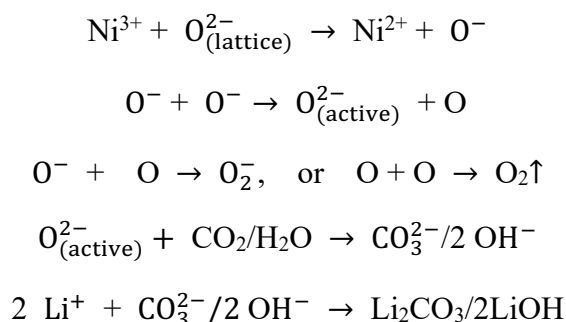 Ni³⁺ + O²⁻(lattice) → Ni²⁺ + O⁻
O⁻ + O⁻ → O²⁻(active) + O
O⁻ + O → O₂⁻, or O + O → O₂↑
O²⁻(active) + CO₂/H₂O → CO₃²⁻/2 OH⁻
2 Li⁺ + CO₃²⁻/2 OH⁻ → Li₂CO₃/2LiOH